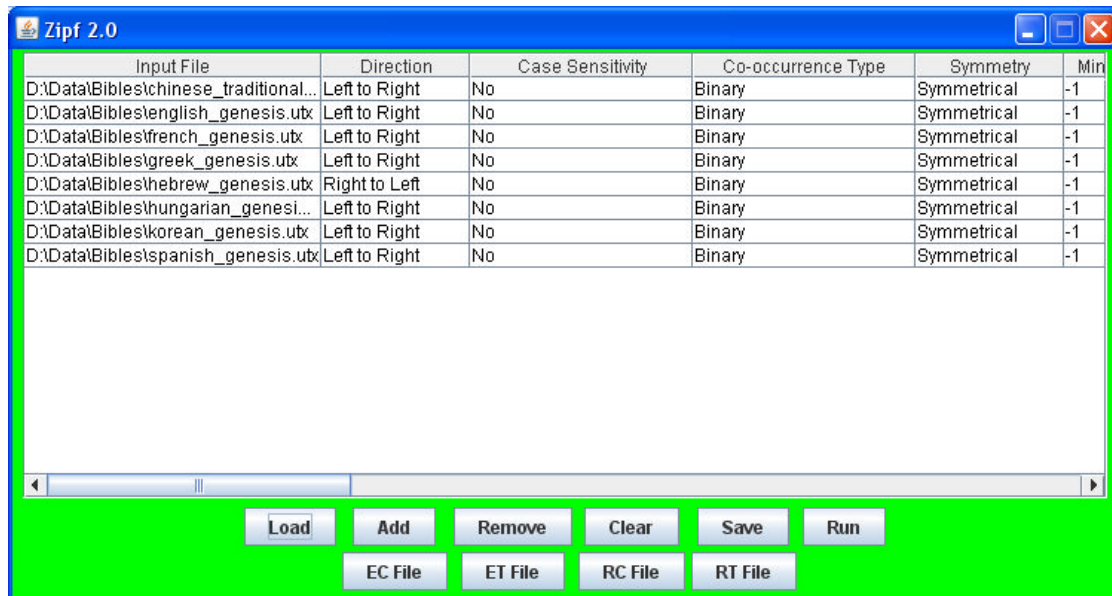 Zipf 2.0
Input File Direction Case Sensitivity Co-occurrence Type Symmetry Min
D:\Data\Bibles\chinese_traditional... Left to Right No Binary Symmetrical -1
D:\Data\Bibles\english_genesis.utx Left to Right No Binary Symmetrical -1
D:\Data\Bibles\french_genesis.utx Left to Right No Binary Symmetrical -1
D:\Data\Bibles\greek_genesis.utx Left to Right No Binary Symmetrical -1
D:\Data\Bibles\hebrew_genesis.utx Right to Left No Binary Symmetrical -1
D:\Data\Bibles\hungarian_genesi... Left to Right No Binary Symmetrical -1
D:\Data\Bibles\korean_genesis.utx Left to Right No Binary Symmetrical -1
D:\Data\Bibles\spanish_genesis.utx Left to Right No Binary Symmetrical -1
Load Add Remove Clear Save Run
EC File ET File RC File RT File